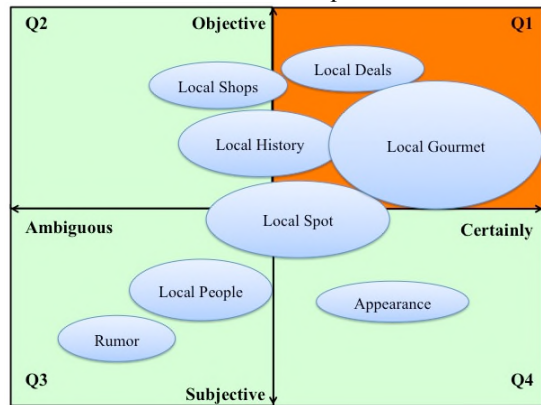 Q2
Objective
Q1
Local Deals
Local Shops
Local History
Local Gourmet
Local Spot
Ambiguous
Certainly
Local People
Appearance
Rumor
Q3
Subjective
Q4